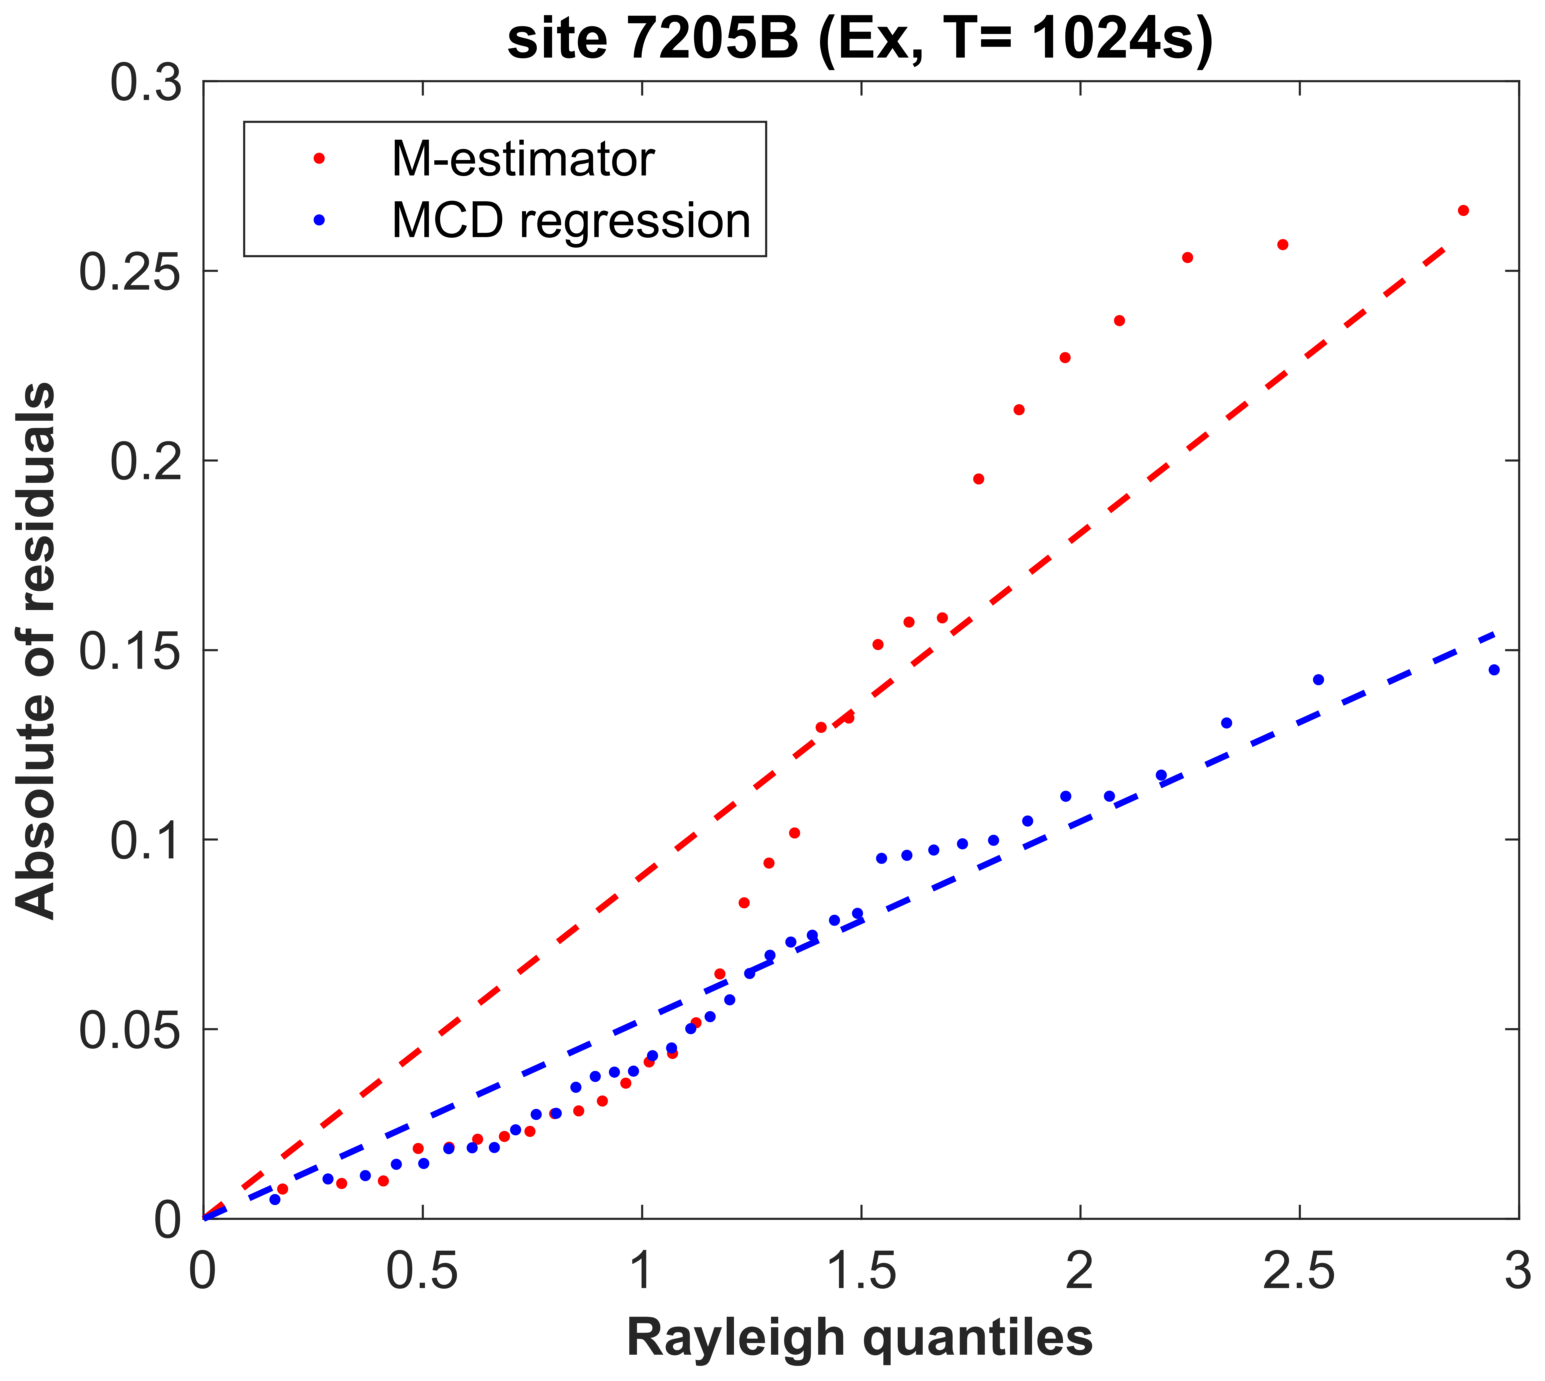 site 7205B (Ex, T= 1024s)
0.3
M-estimator
MCD regression
0.25
0.2
0.15
0.1
0.05
0
Absolute of residuals
0 0.5 1 1.5 2 2.5 3
Rayleigh quantiles